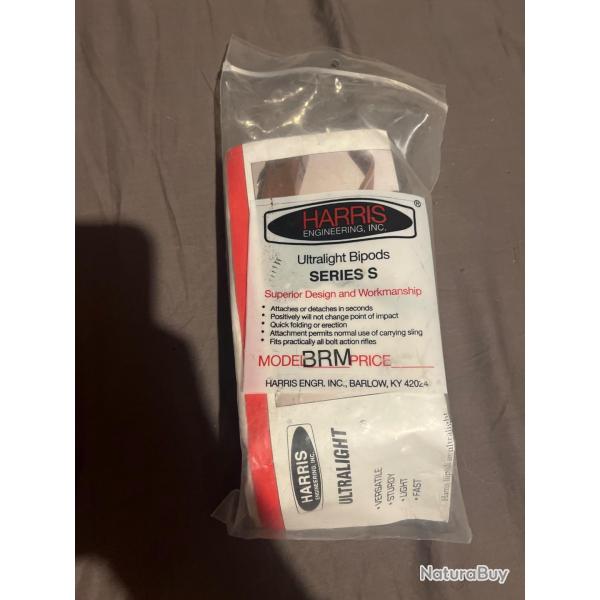 HARRIS ®
ENGINEERING, INC.
Ultralight Bipods
SERIES S
Superior Design and Workmanship
• Attaches or detaches in seconds
• Positively will not change point of impact
• Quick folding or erection
• Attachment permits normal use of carrying sling
• Fits practically all bolt action rifles
MODEL BRM PRICE
HARRIS ENGR. INC., BARLOW, KY 42024
HARRIS
ENGINEERING, INC.
ULTRALIGHT
• VERSATILE
• STURDY
• LIGHT
• FAST
Harris bipod
ultralight
NaturaBuy